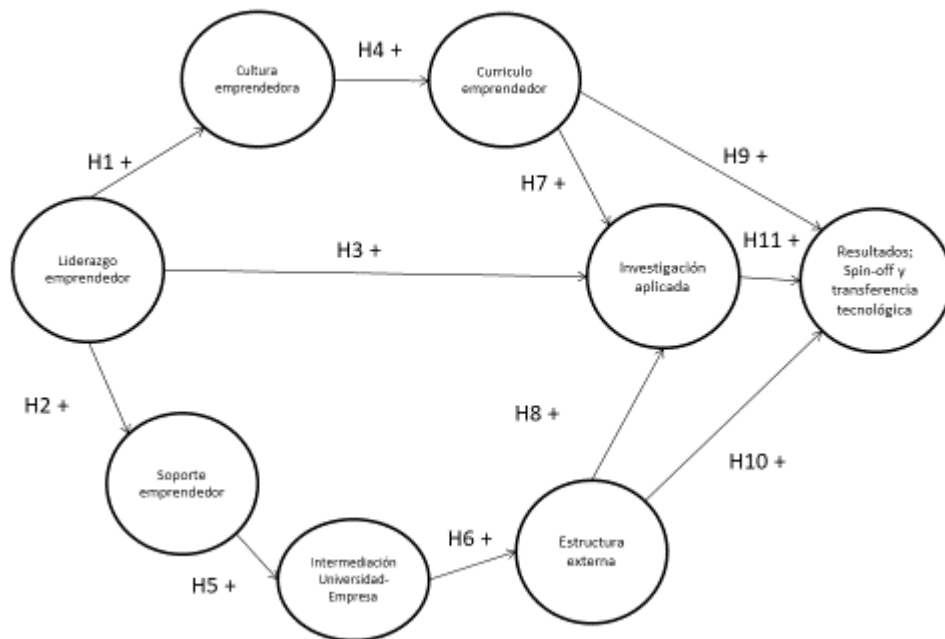 H4 +
Cultura
emprendedora
Currículo
emprendedor
H1 +
H7 +
H9 +
Liderazgo
emprendedor
H3 +
Investigación
aplicada
H11 +
Resultados;
Spin-off y
transferencia
tecnológica
H2 +
H8 +
H10 +
Soporte
emprendedor
H5 +
Intermediación
Universidad-
Empresa
H6 +
Estructura
externa